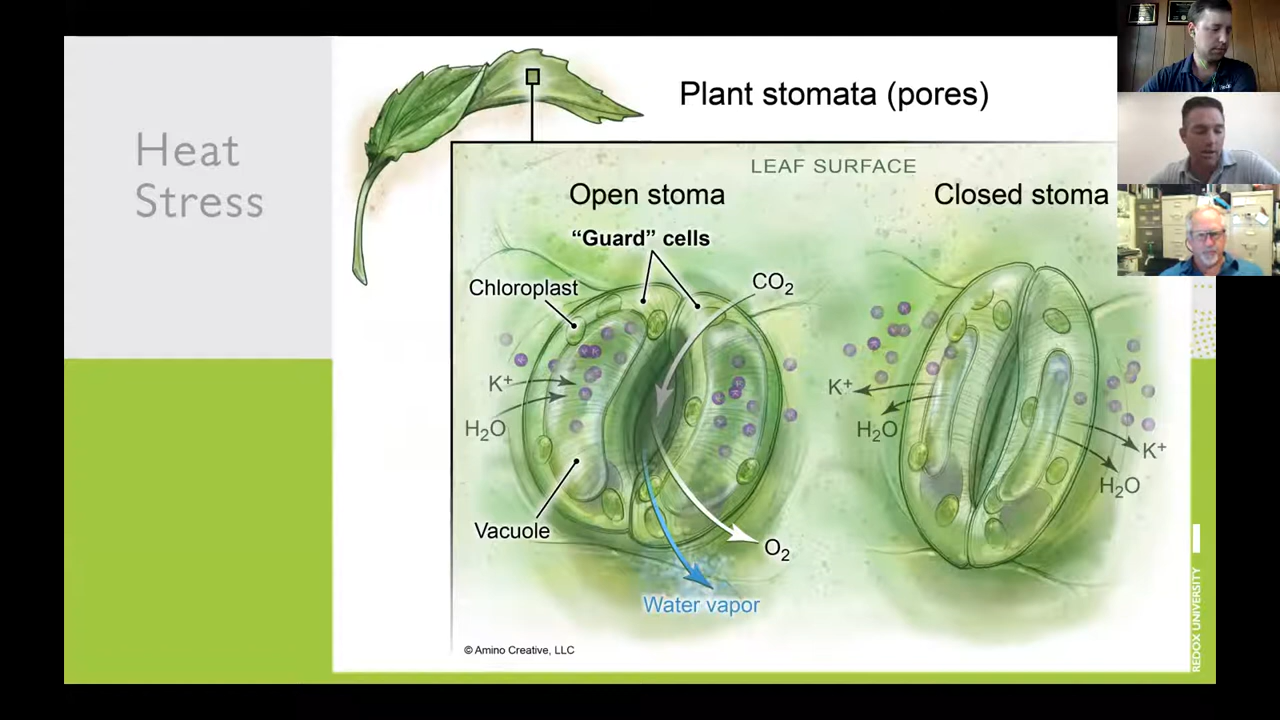 Heat
Stress
Plant stomata (pores)
LEAF SURFACE
Open stoma
Closed stoma
“Guard” cells
Chloroplast
CO₂
K⁺
H₂O
Vacuole
O₂
Water vapor
K⁺
H₂O
K⁺
H₂O
© Amino Creative, LLC
REDOX UNIVERSITY